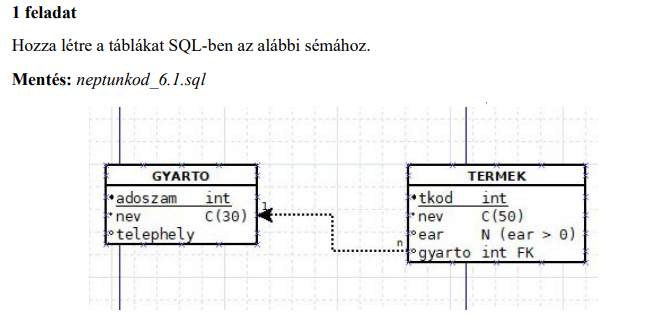 1 feladat
Hozza létre a táblákat SQL-ben az alábbi sémához.
Mentés: neptunkod_6.1.sql
GYARTO
adoszam int
nev C(30)
telephely
1
n
TERMEK
tkod int
nev C(50)
ear N (ear > 0)
gyarto int FK